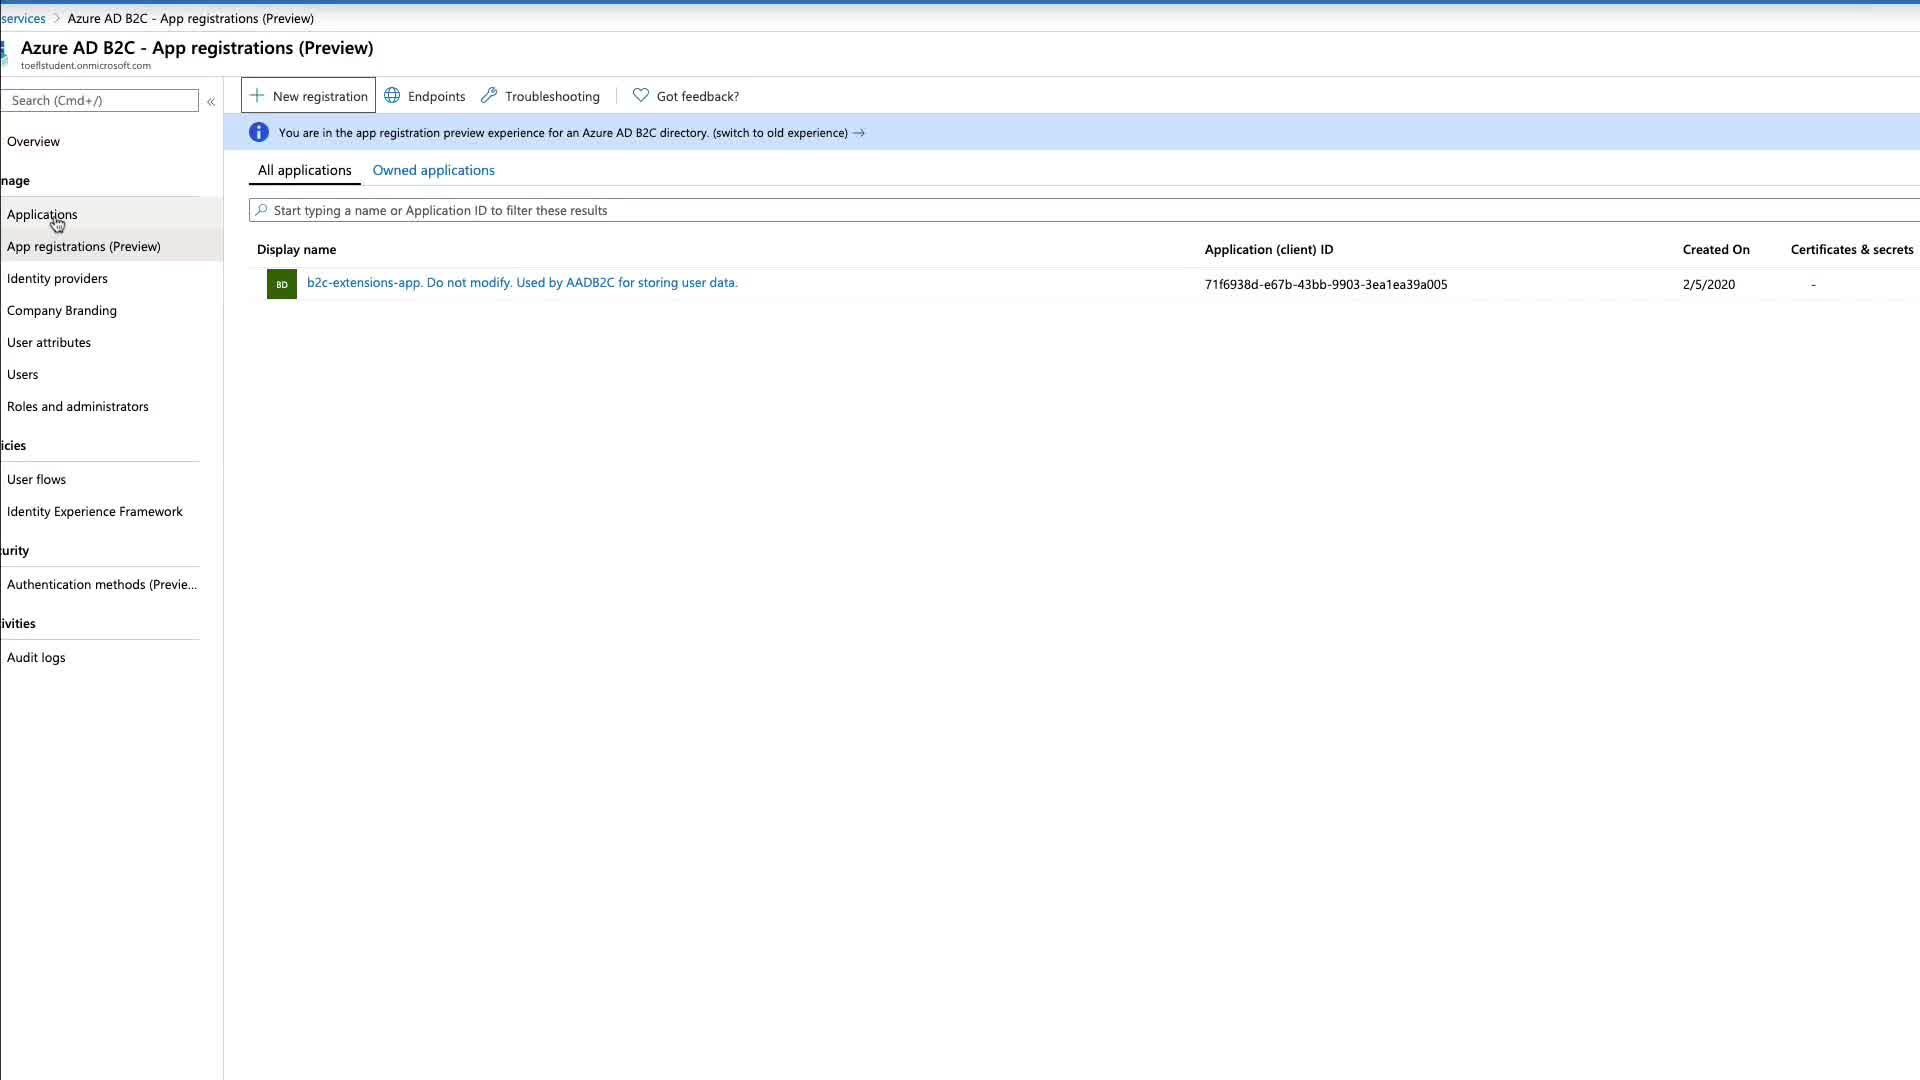 services > Azure AD B2C - App registrations (Preview)
Azure AD B2C - App registrations (Preview)
toeflstudent.onmicrosoft.com
Search (Cmd+/)
«
Overview
nage
Applications
App registrations (Preview)
Identity providers
Company Branding
User attributes
Users
Roles and administrators
icies
User flows
Identity Experience Framework
curity
Authentication methods (Previe...
ivities
Audit logs
New registration
Endpoints
Troubleshooting
Got feedback?
You are in the app registration preview experience for an Azure AD B2C directory. (switch to old experience) →
All applications
Owned applications
Start typing a name or Application ID to filter these results
Display name
Application (client) ID
Created On
Certificates & secrets
BD
b2c-extensions-app. Do not modify. Used by AADB2C for storing user data.
71f6938d-e67b-43bb-9903-3ea1ea39a005
2/5/2020
-